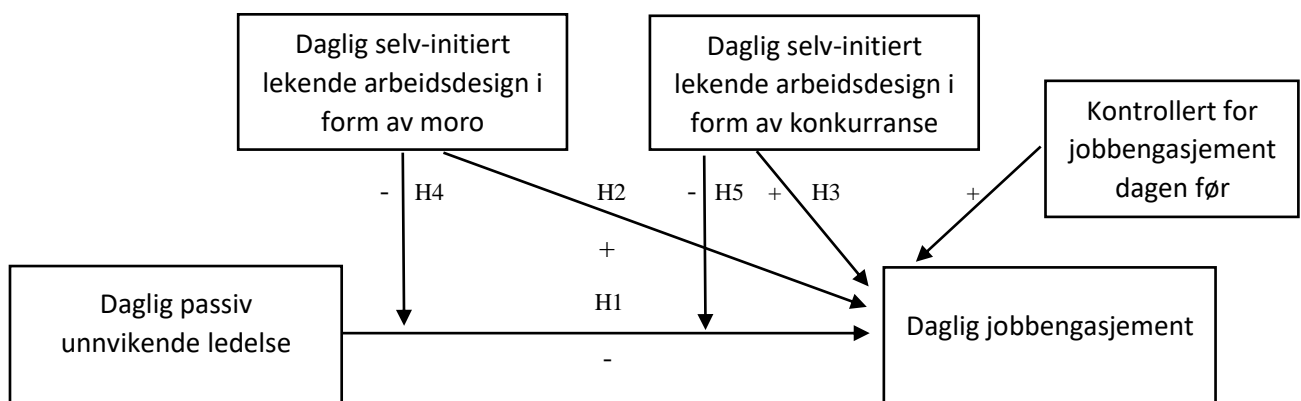 Daglig selv-initiert
lekende arbeidsdesign i
form av moro
Daglig selv-initiert
lekende arbeidsdesign i
form av konkurranse
Kontrollert for
jobbengasjement
dagen før
- H4
H2
- H5
+ H3
+
+
Daglig passiv
unnvikende ledelse
H1
-
Daglig jobbengasjement